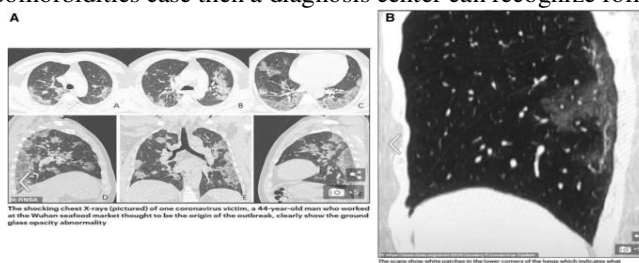 comorbidities case then a diagnosis center can recognize
A
B
A
B
C
D
E
© RNSA
The shocking chest X-rays (pictured) of one coronavirus victim, a 44-year-old man who worked
at the Wuhan seafood market thought to be the origin of the outbreak, clearly show the ground
glass opacity abnormality
The scans show white patches in the lower corners of the lungs which indicates what